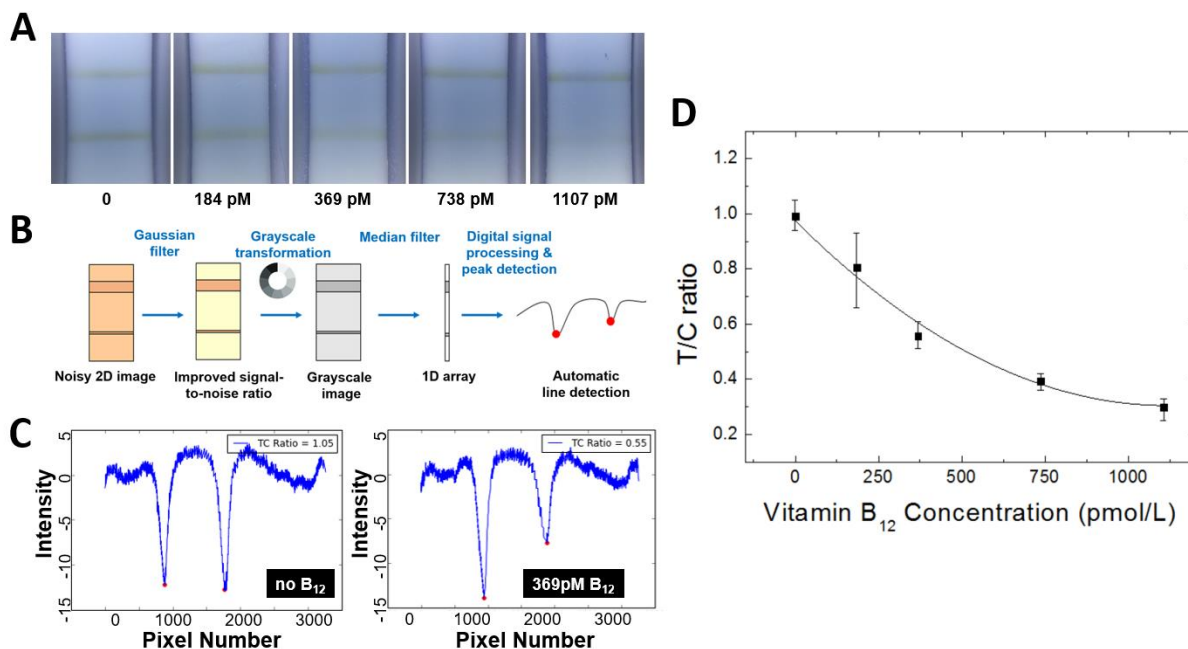 A
0
184 pM
369 pM
738 pM
1107 pM
B
Gaussian
filter
Grayscale
transformation
Median filter
Digital signal
processing &
peak detection
Noisy 2D image
Improved signal-
to-noise ratio
Grayscale
image
1D array
Automatic
line detection
C
Intensity
5
0
-5
-10
-15
TC Ratio = 1.05
no B12
0
1000
2000
3000
Pixel Number
Intensity
5
0
-5
-10
-15
TC Ratio = 0.55
369pM B12
0
1000
2000
3000
Pixel Number
D
T/C ratio
1.2
1.0
0.8
0.6
0.4
0.2
0
250
500
750
1000
Vitamin B12 Concentration (pmol/L)